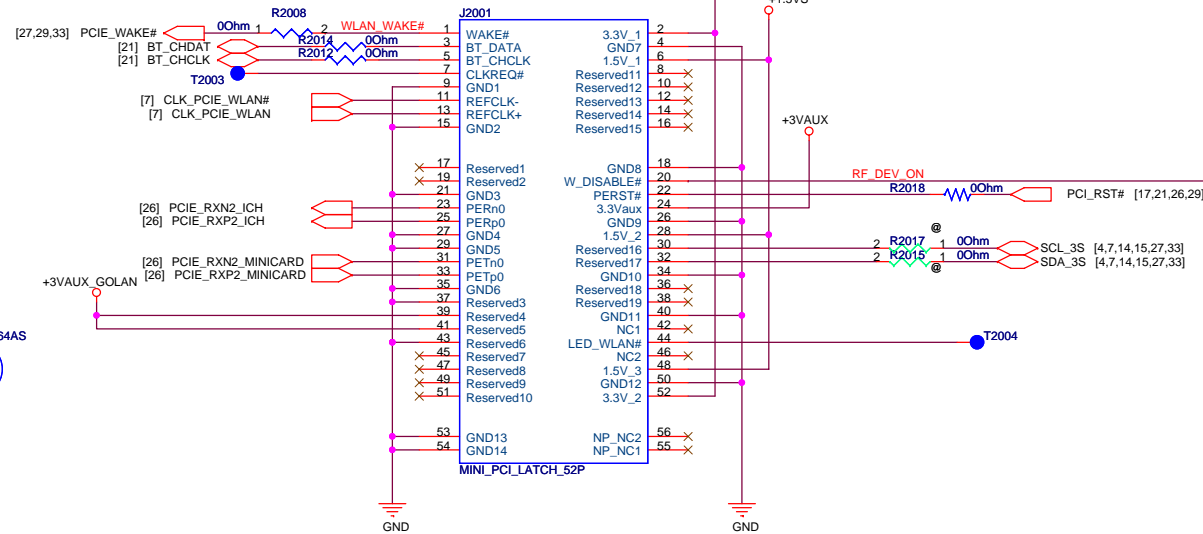 +1.5VS
R2008 J2001
[27,29,33] PCIE_WAKE# 0Ohm 1 2 WLAN_WAKE# 1 WAKE# 3.3V_1 2
[21] BT_CHDAT R2014 0Ohm 3 BT_DATA GND7 4
[21] BT_CHCLK R2012 0Ohm 5 BT_CHCLK 1.5V_1 6
T2003 7 CLKREQ# Reserved11 8
9 GND1 Reserved12 10
[7] CLK_PCIE_WLAN# 11 REFCLK- Reserved13 12
[7] CLK_PCIE_WLAN 13 REFCLK+ Reserved14 14
15 GND2 Reserved15 16
+3VAUX
17 Reserved1 GND8 18
19 Reserved2 W_DISABLE# 20 RF_DEV_ON
21 GND3 PERST# 22 R2018 0Ohm PCI_RST# [17,21,26,29]
[26] PCIE_RXN2_ICH 23 PERn0 3.3Vaux 24
[26] PCIE_RXP2_ICH 25 PERp0 GND9 26
27 GND4 1.5V_2 28 @
29 GND5 Reserved16 30 2 R2017 1 0Ohm SCL_3S [4,7,14,15,27,33]
[26] PCIE_RXN2_MINICARD 31 PETn0 Reserved17 32 2 R2015 1 0Ohm SDA_3S [4,7,14,15,27,33]
[26] PCIE_RXP2_MINICARD 33 PETp0 GND10 34 @
+3VAUX_GOLAN 35 GND6 Reserved18 36
37 Reserved3 Reserved19 38
39 Reserved4 GND11 40
41 Reserved5 NC1 42
64AS 43 Reserved6 LED_WLAN# 44 T2004
45 Reserved7 NC2 46
47 Reserved8 1.5V_3 48
49 Reserved9 GND12 50
51 Reserved10 3.3V_2 52
53 GND13 NP_NC2 56
54 GND14 NP_NC1 55
MINI_PCI_LATCH_52P
GND GND